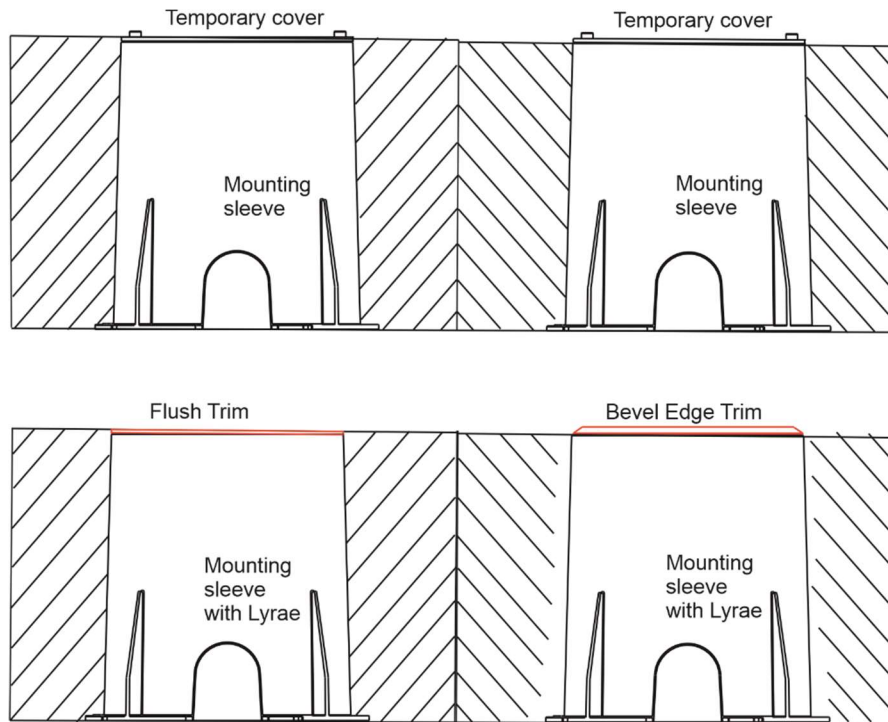 Temporary cover
Temporary cover
Mounting
sleeve
Mounting
sleeve
Flush Trim
Bevel Edge Trim
Mounting
sleeve
with Lyrae
Mounting
sleeve
with Lyrae